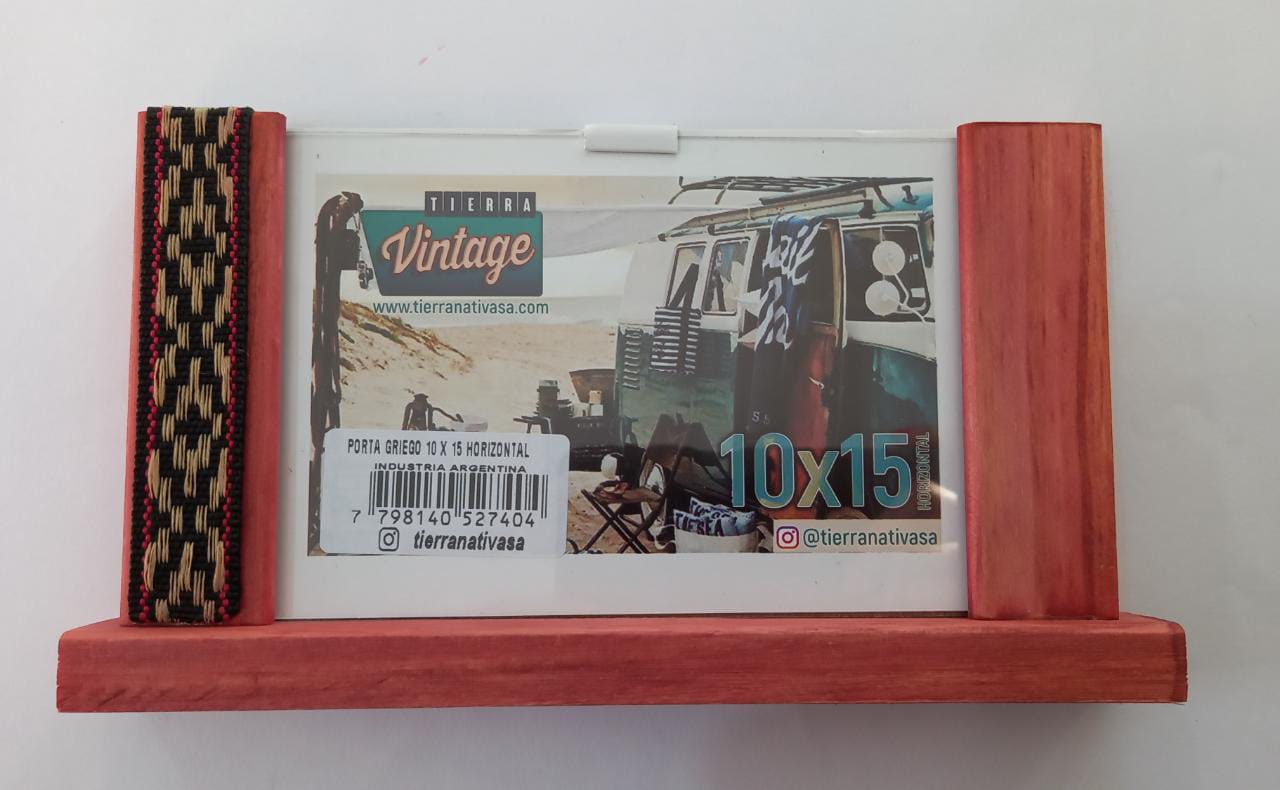 TIERRA
Vintage
www.tierranativasa.com
PORTA GRIEGO 10 X 15 HORIZONTAL
INDUSTRIA ARGENTINA
7 798140 527404
tierranativasa
10x15
HORIZONTAL
@tierranativasa